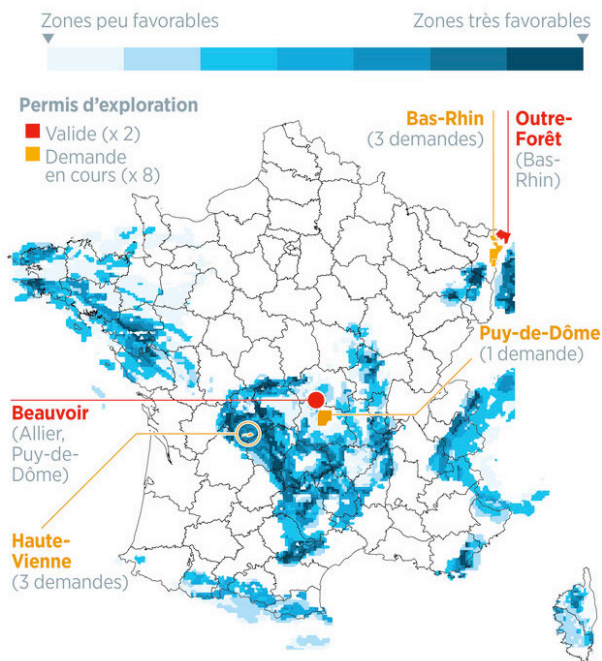 Zones peu favorables
Zones très favorables
Permis d'exploration
Valide (x 2)
Demande
en cours (x 8)
Bas-Rhin
(3 demandes)
Outre-
Forêt
(Bas-
Rhin)
Puy-de-Dôme
(1 demande)
Beauvoir
(Allier,
Puy-de-
Dôme)
Haute-
Vienne
(3 demandes)